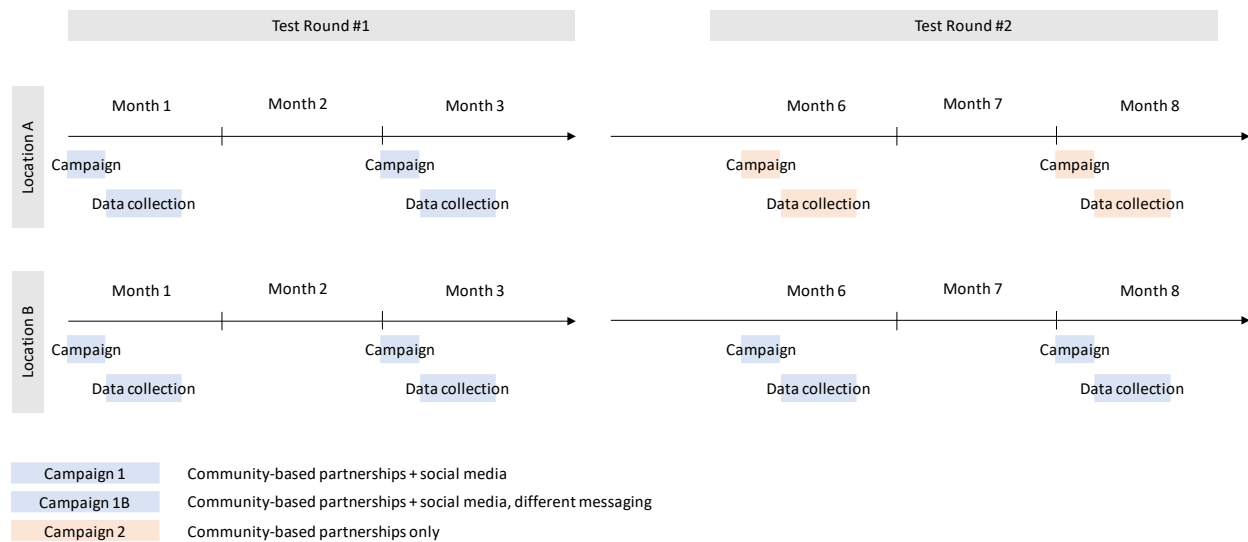 Test Round #1
Test Round #2
Location A
Month 1
Month 2
Month 3
Month 6
Month 7
Month 8
Campaign
Campaign
Campaign
Campaign
Data collection
Data collection
Data collection
Data collection
Location B
Month 1
Month 2
Month 3
Month 6
Month 7
Month 8
Campaign
Campaign
Campaign
Campaign
Data collection
Data collection
Data collection
Data collection
Campaign 1 Community-based partnerships + social media
Campaign 1B Community-based partnerships + social media, different messaging
Campaign 2 Community-based partnerships only